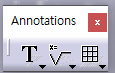 Annotations x
T x=